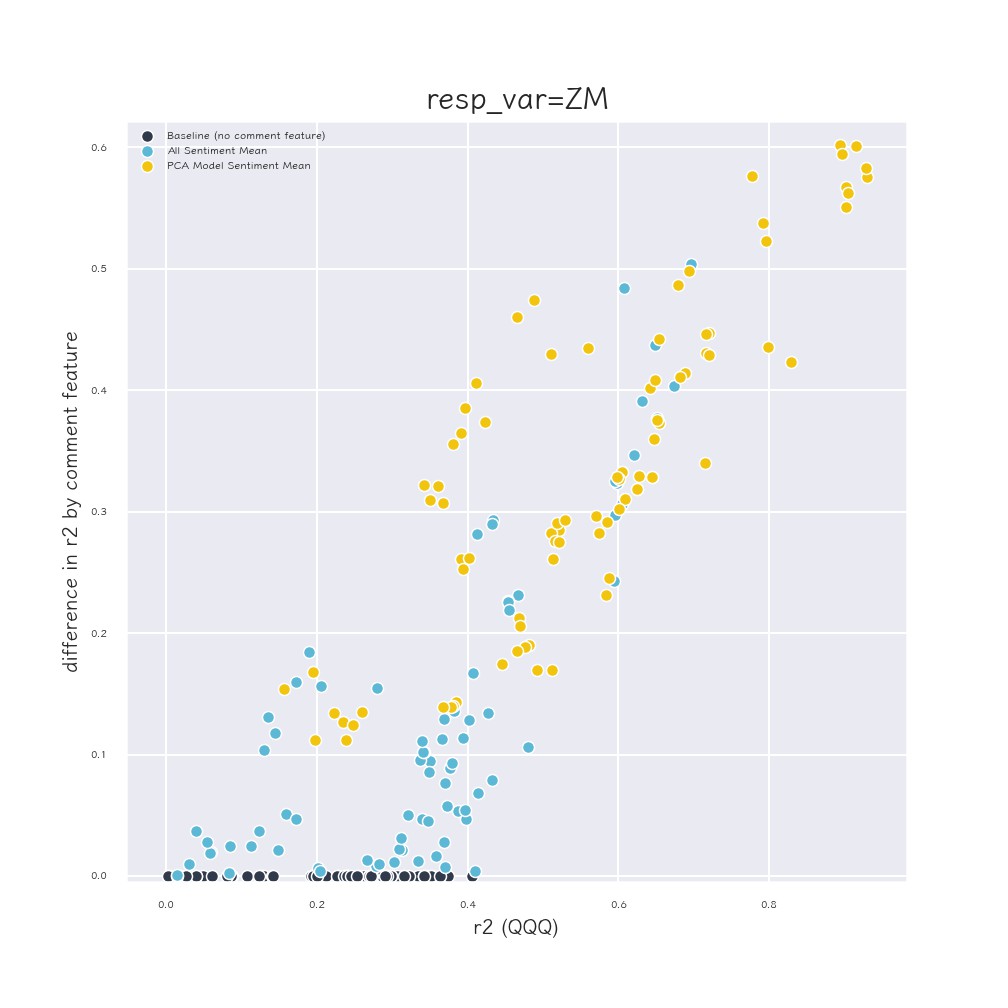 resp_var=ZM
Baseline (no comment feature)
All Sentiment Mean
PCA Model Sentiment Mean
0.6
0.5
0.4
0.3
0.2
0.1
0.0
difference in r2 by comment feature
0.0 0.2 0.4 0.6 0.8
r2 (QQQ)